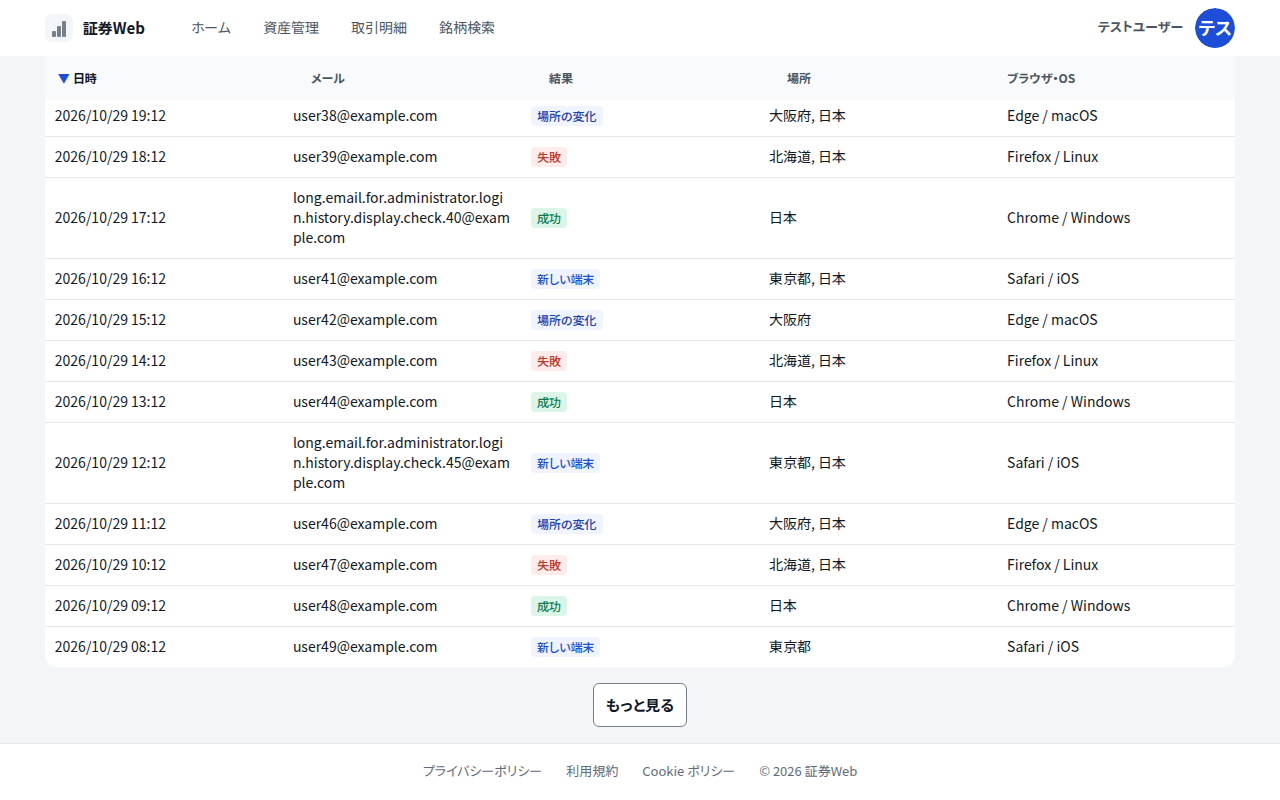 証券Web ホーム 資産管理 取引明細 銘柄検索 テストユーザー テス
▼日時 メール 結果 場所 ブラウザ・OS
2026/10/29 19:12 user38@example.com 場所の変化 大阪府, 日本 Edge / macOS
2026/10/29 18:12 user39@example.com 失敗 北海道, 日本 Firefox / Linux
2026/10/29 17:12 long.email.for.administrator.logi
n.history.display.check.40@exam
ple.com 成功 日本 Chrome / Windows
2026/10/29 16:12 user41@example.com 新しい端末 東京都, 日本 Safari / iOS
2026/10/29 15:12 user42@example.com 場所の変化 大阪府 Edge / macOS
2026/10/29 14:12 user43@example.com 失敗 北海道, 日本 Firefox / Linux
2026/10/29 13:12 user44@example.com 成功 日本 Chrome / Windows
2026/10/29 12:12 long.email.for.administrator.logi
n.history.display.check.45@exam
ple.com 新しい端末 東京都, 日本 Safari / iOS
2026/10/29 11:12 user46@example.com 場所の変化 大阪府, 日本 Edge / macOS
2026/10/29 10:12 user47@example.com 失敗 北海道, 日本 Firefox / Linux
2026/10/29 09:12 user48@example.com 成功 日本 Chrome / Windows
2026/10/29 08:12 user49@example.com 新しい端末 東京都 Safari / iOS
もっと見る
プライバシーポリシー 利用規約 Cookie ポリシー © 2026 証券Web